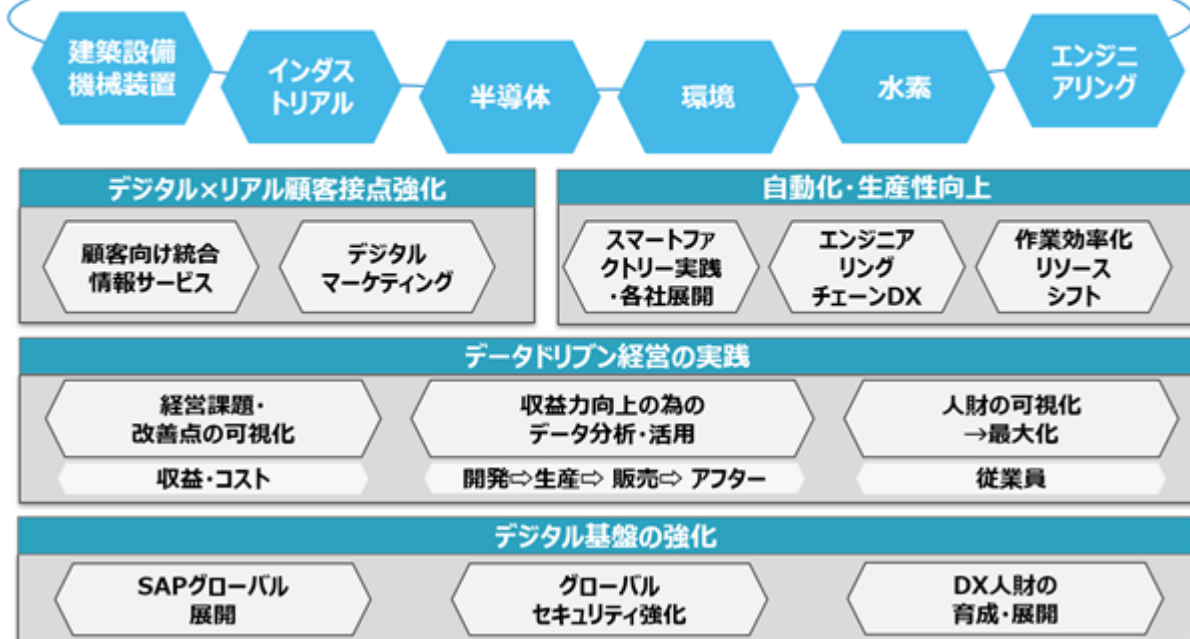 建築設備
機械装置
インダス
トリアル
半導体
環境
水素
エンジニ
アリング
デジタル×リアル顧客接点強化
顧客向け統合
情報サービス
デジタル
マーケティング
自動化・生産性向上
スマートファ
クトリー実践
・各社展開
エンジニア
リング
チェーンDX
作業効率化
リソース
シフト
データドリブン経営の実践
経営課題・
改善点の可視化
収益力向上の為の
データ分析・活用
人財の可視化
→最大化
収益・コスト
開発⇨生産⇨ 販売⇨ アフター
従業員
デジタル基盤の強化
SAPグローバル
展開
グローバル
セキュリティ強化
DX人財の
育成・展開